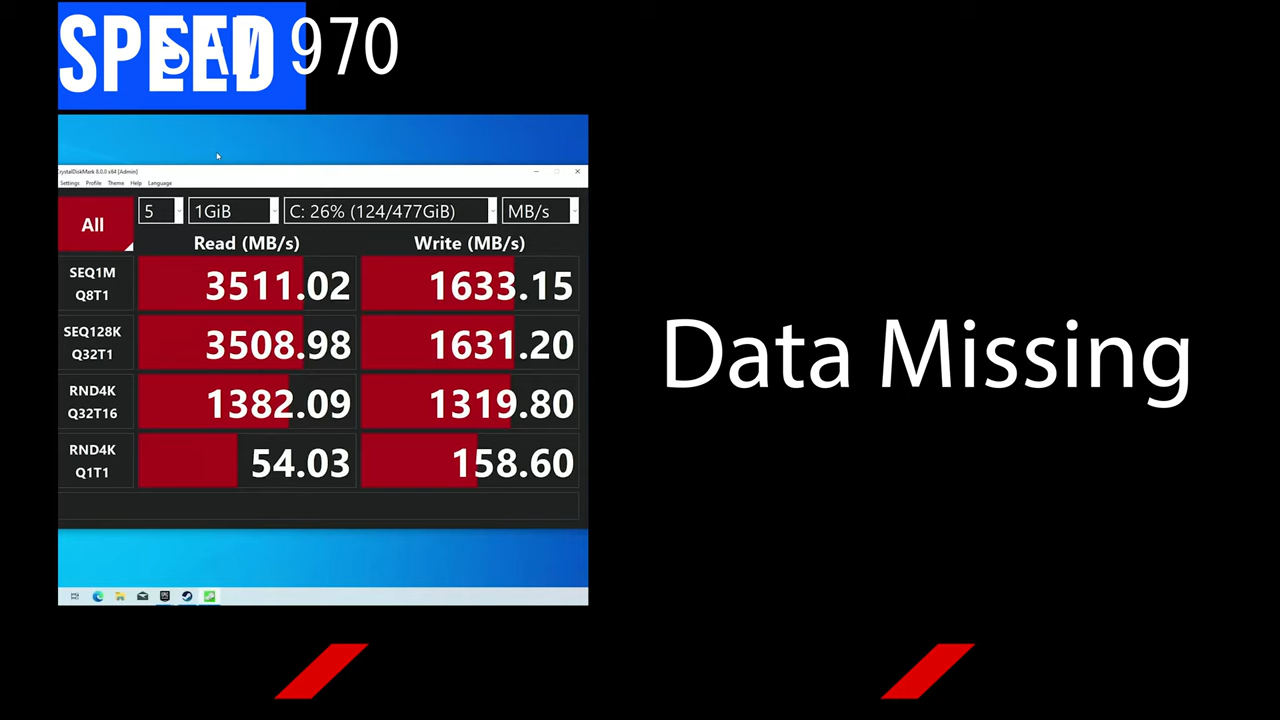 SPEED
970
CrystalDiskMark 8.0.0 x64 [Admin]
Settings Profile Theme Help Language
All 5 1GiB C: 26% (124/477GiB) MB/s
Read (MB/s) Write (MB/s)
SEQ1M
Q8T1
3511.02 1633.15
SEQ128K
Q32T1
3508.98 1631.20
RND4K
Q32T16
1382.09 1319.80
RND4K
Q1T1
54.03 158.60
Data Missing